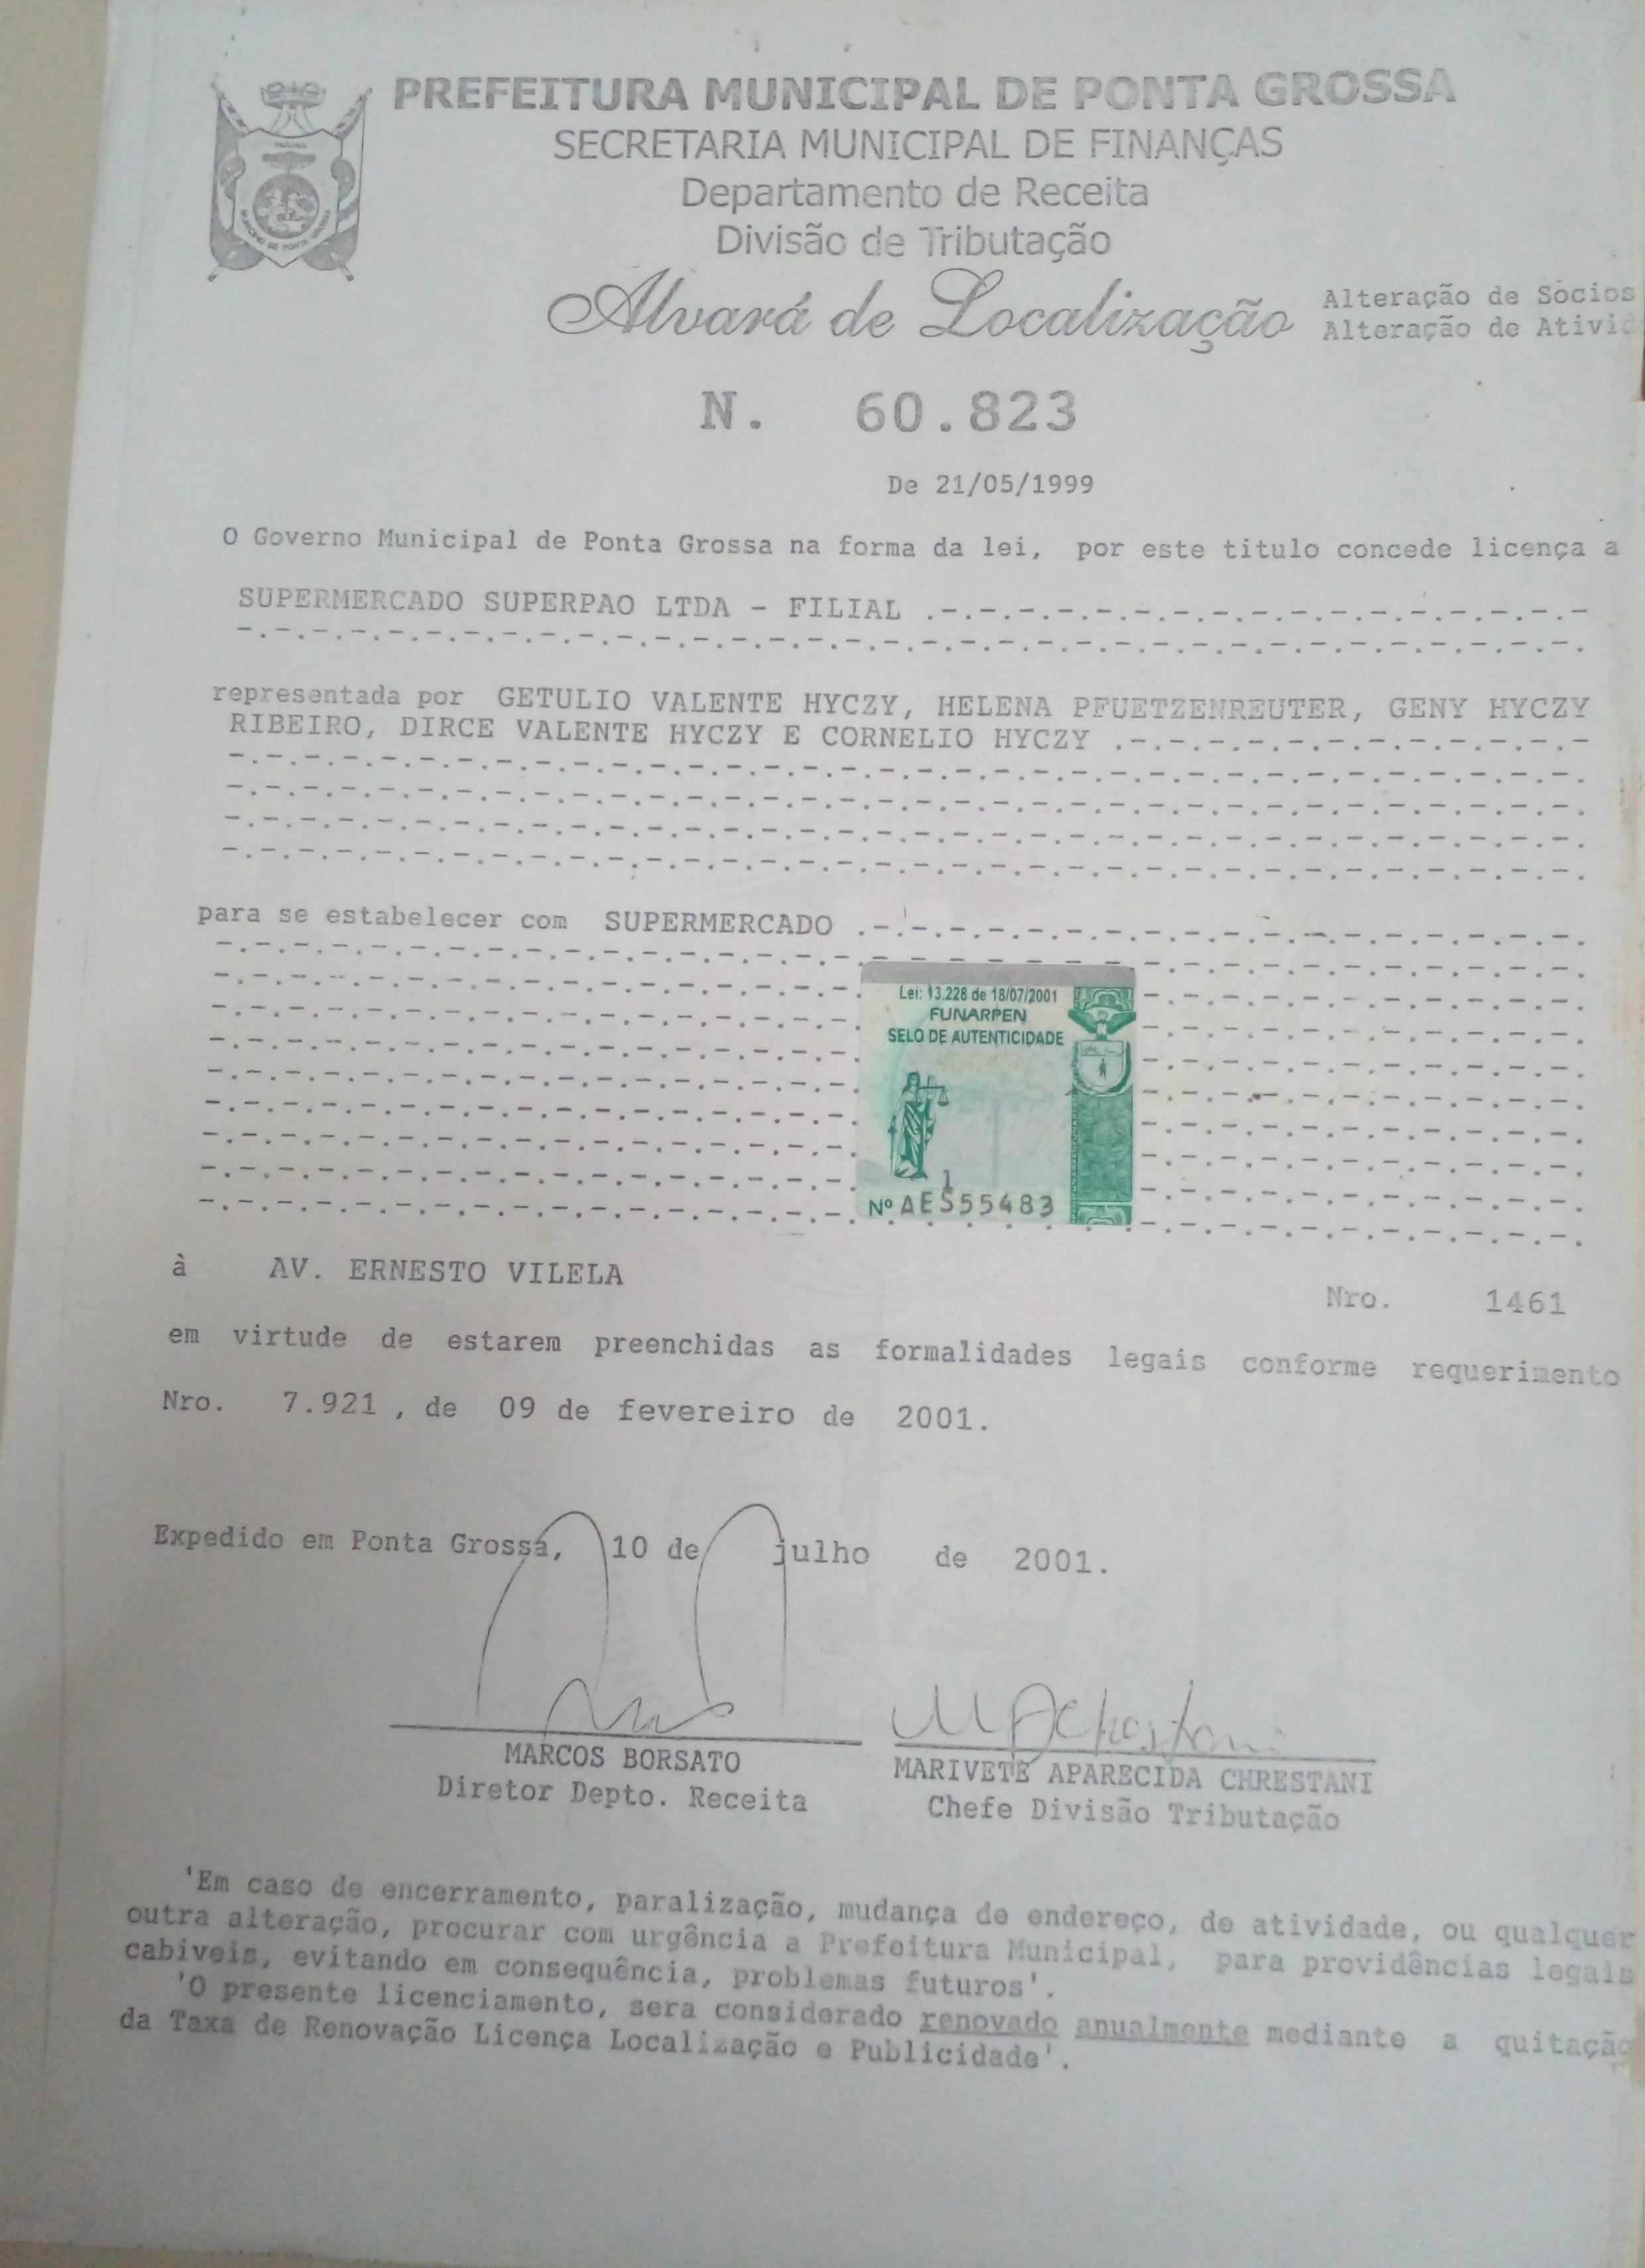 PREFEITURA MUNICIPAL DE PONTA GROSSA
SECRETARIA MUNICIPAL DE FINANÇAS
Departamento de Receita
Divisão de Tributação
Alvará de Localização
Alteração de Sócios
Alteração de Ativid
N. 60.823
De 21/05/1999
O Governo Municipal de Ponta Grossa na forma da lei, por este titulo concede licença a
SUPERMERCADO SUPERPAO LTDA - FILIAL .-.-.-.-.-.-.-.-.-.-.-.-.-.-.-.-.-
representada por GETULIO VALENTE HYCZY, HELENA PFUETZENREUTER, GENY HYCZY
RIBEIRO, DIRCE VALENTE HYCZY E CORNELIO HYCZY .-.-.-.-.-.-.-.-.-.-.-.-
para se estabelecer com SUPERMERCADO .-.-.-.-.-.-.-.-.-.-.-.-.-.-.-.-.-.-.
Lei: 13.228 de 18/07/2001
FUNARPEN
SELO DE AUTENTICIDADE
Nº AES55483
à AV. ERNESTO VILELA
Nro. 1461
em virtude de estarem preenchidas as formalidades legais conforme requerimento
Nro. 7.921 , de 09 de fevereiro de 2001.
Expedido em Ponta Grossa, 10 de julho de 2001.
MARCOS BORSATO
Diretor Depto. Receita
MARIVETE APARECIDA CHRESTANI
Chefe Divisão Tributação
'Em caso de encerramento, paralização, mudança de endereço, de atividade, ou qualquer
outra alteração, procurar com urgência a Prefeitura Municipal, para providências legais
cabiveis, evitando em consequência, problemas futuros'.
'O presente licenciamento, sera considerado renovado anualmente mediante a quitação
da Taxa de Renovação Licença Localização e Publicidade'.